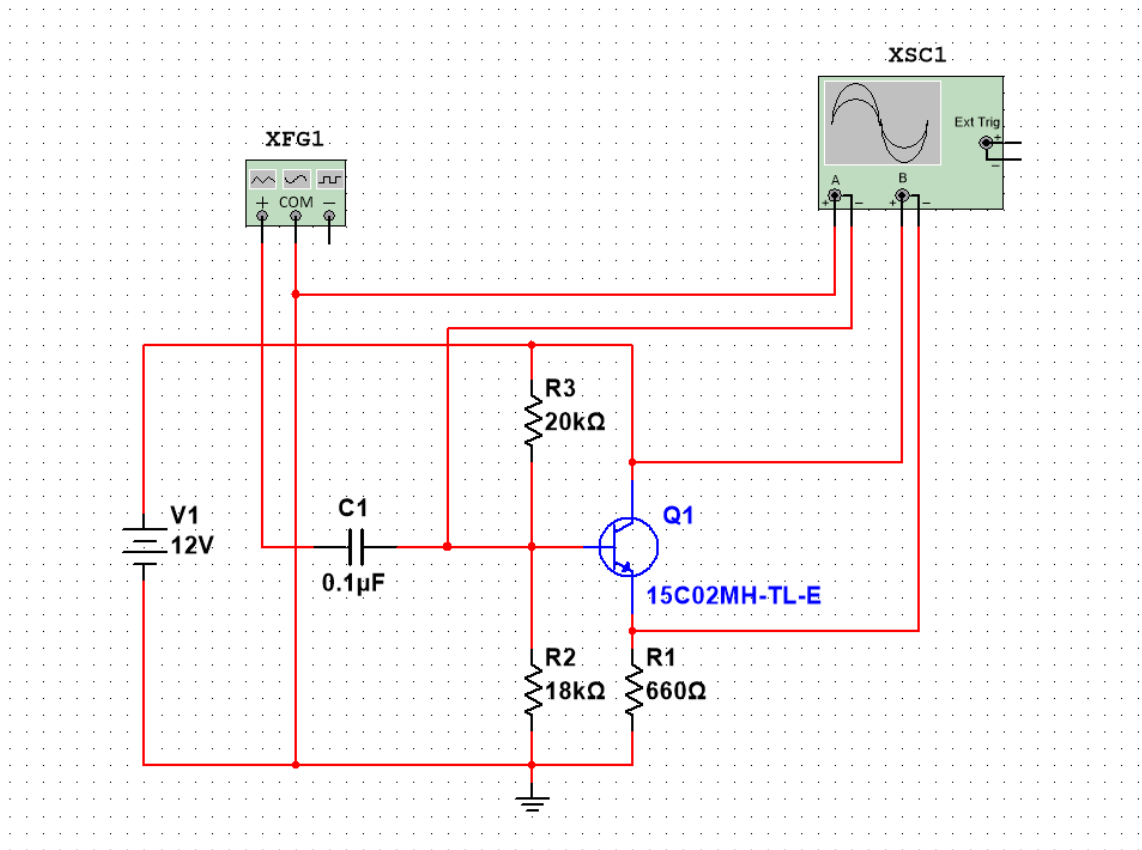 XSC1
Ext Trig
+
−
A
B
+ −
+ −
XFG1
+ COM −
R3
20kΩ
V1
12V
C1
0.1µF
Q1
15C02MH-TL-E
R2
18kΩ
R1
660Ω